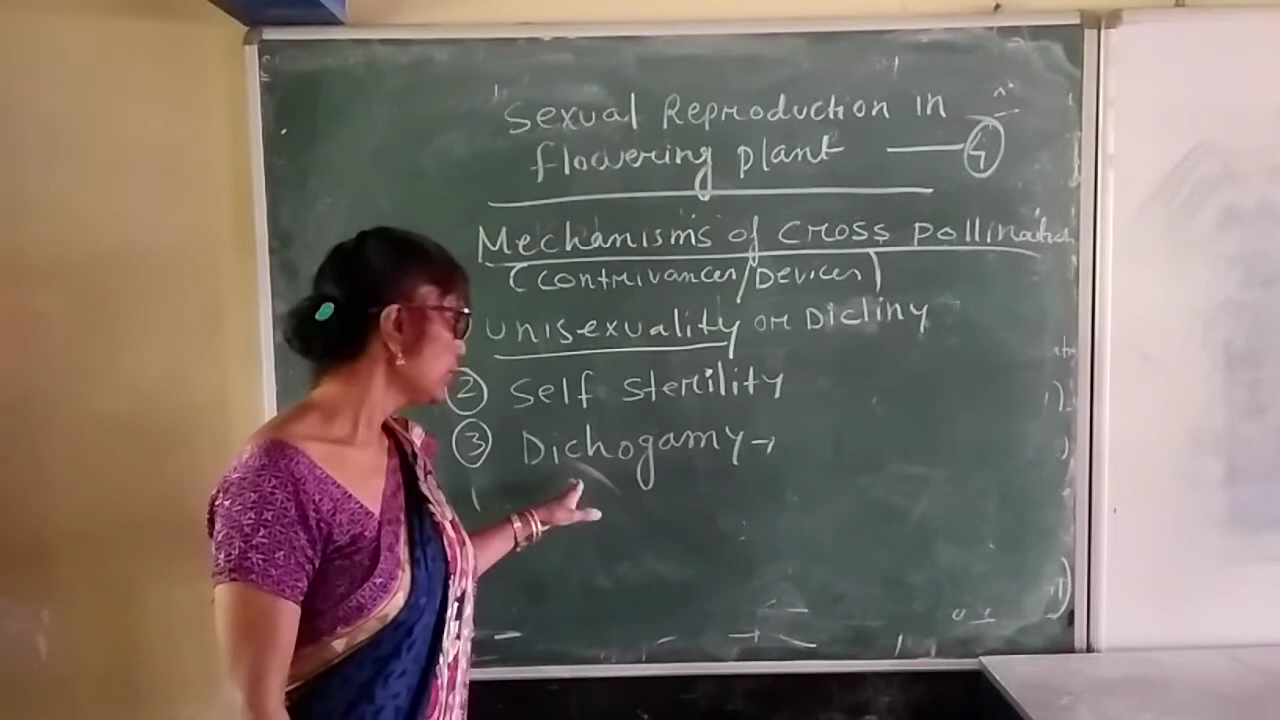 Sexual Reproduction in
flowering plant — 4
Mechanisms of cross pollination
(Contrivances/Devices)
unisexuality or Dicliny
2 Self Sterility
3 Dichogamy →